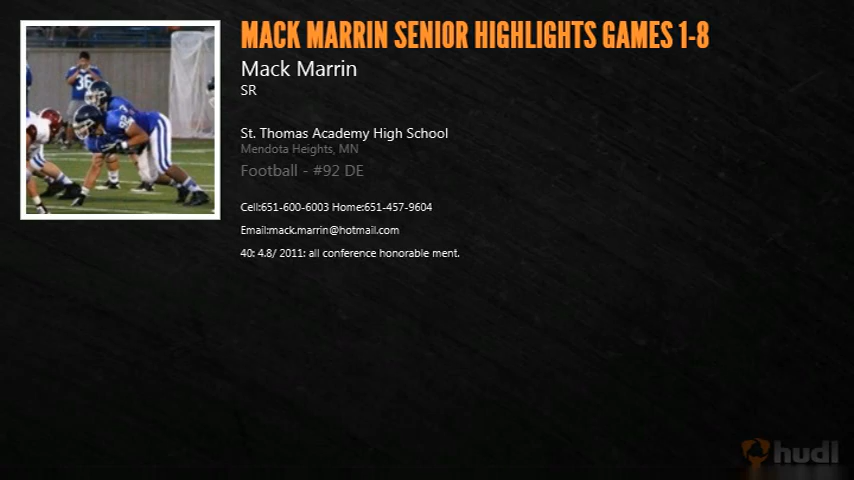 MACK MARRIN SENIOR HIGHLIGHTS GAMES 1-8
Mack Marrin
SR
St. Thomas Academy High School
Mendota Heights, MN
Football - #92 DE
Cell:651-600-6003 Home:651-457-9604
Email:mack.marrin@hotmail.com
40: 4.8/ 2011: all conference honorable ment.
36
92
hudl